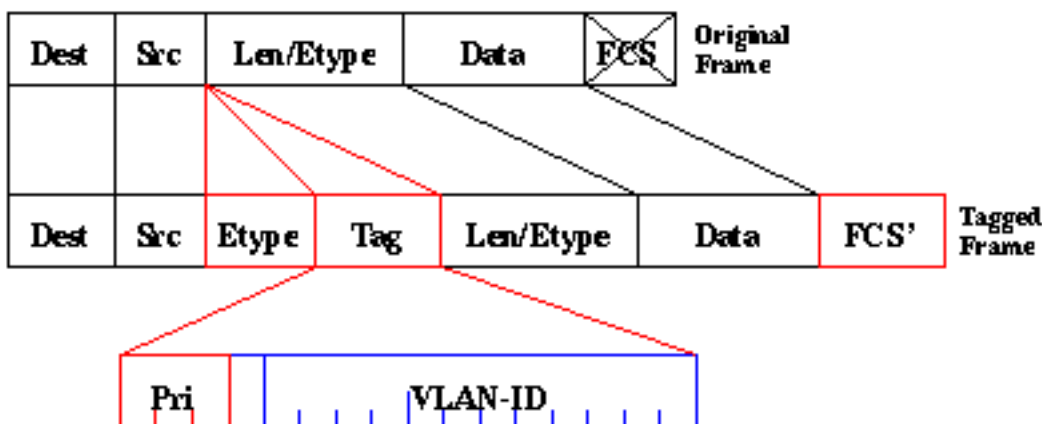 Dest Src Len/Etype Data FCS Original
Frame
Dest Src Etype Tag Len/Etype Data FCS’ Tagged
Frame
Pri VLAN-ID